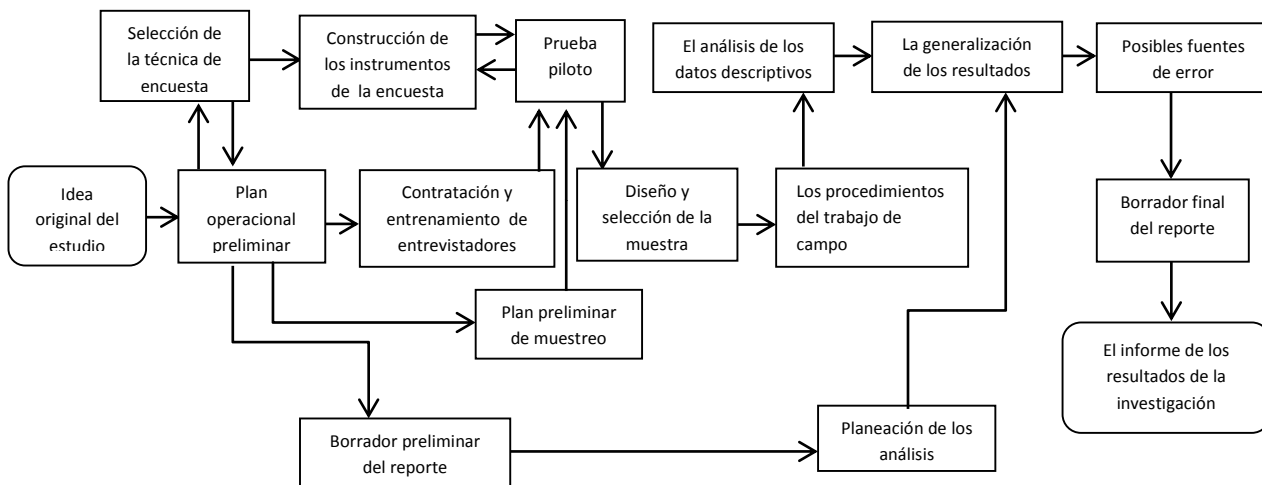 Selección de
la técnica de
encuesta
Construcción de
los instrumentos
de la encuesta
Prueba
piloto
El análisis de los
datos descriptivos
La generalización
de los resultados
Posibles fuentes
de error
Idea
original del
estudio
Plan
operacional
preliminar
Contratación y
entrenamiento de
entrevistadores
Diseño y
selección de la
muestra
Los procedimientos
del trabajo de
campo
Borrador final
del reporte
Plan preliminar
de muestreo
El informe de los
resultados de la
investigación
Borrador preliminar
del reporte
Planeación de los
análisis